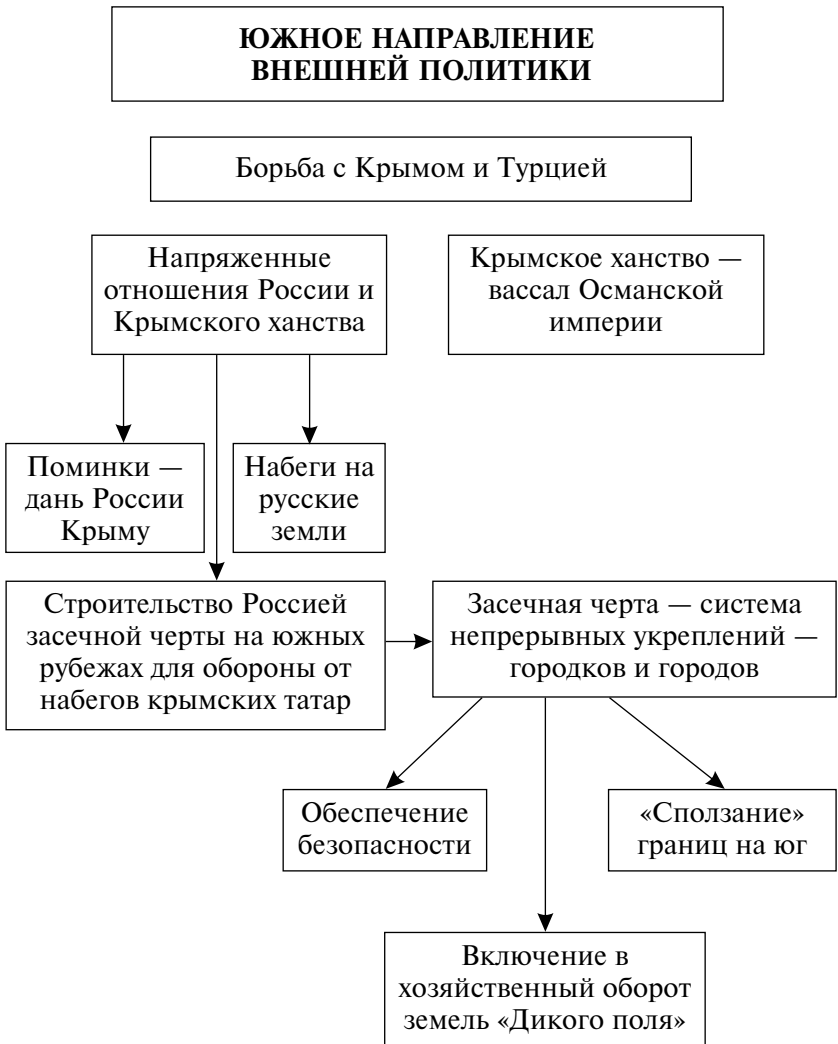 ЮЖНОЕ НАПРАВЛЕНИЕ
ВНЕШНЕЙ ПОЛИТИКИ
Борьба с Крымом и Турцией
Напряженные
отношения России и
Крымского ханства
Крымское ханство —
вассал Османской
империи
Поминки —
дань России
Крыму
Набеги на
русские
земли
Строительство Россией
засечной черты на южных
рубежах для обороны от
набегов крымских татар
Засечная черта — система
непрерывных укреплений —
городков и городов
Обеспечение
безопасности
«Сползание»
границ на юг
Включение в
хозяйственный оборот
земель «Дикого поля»